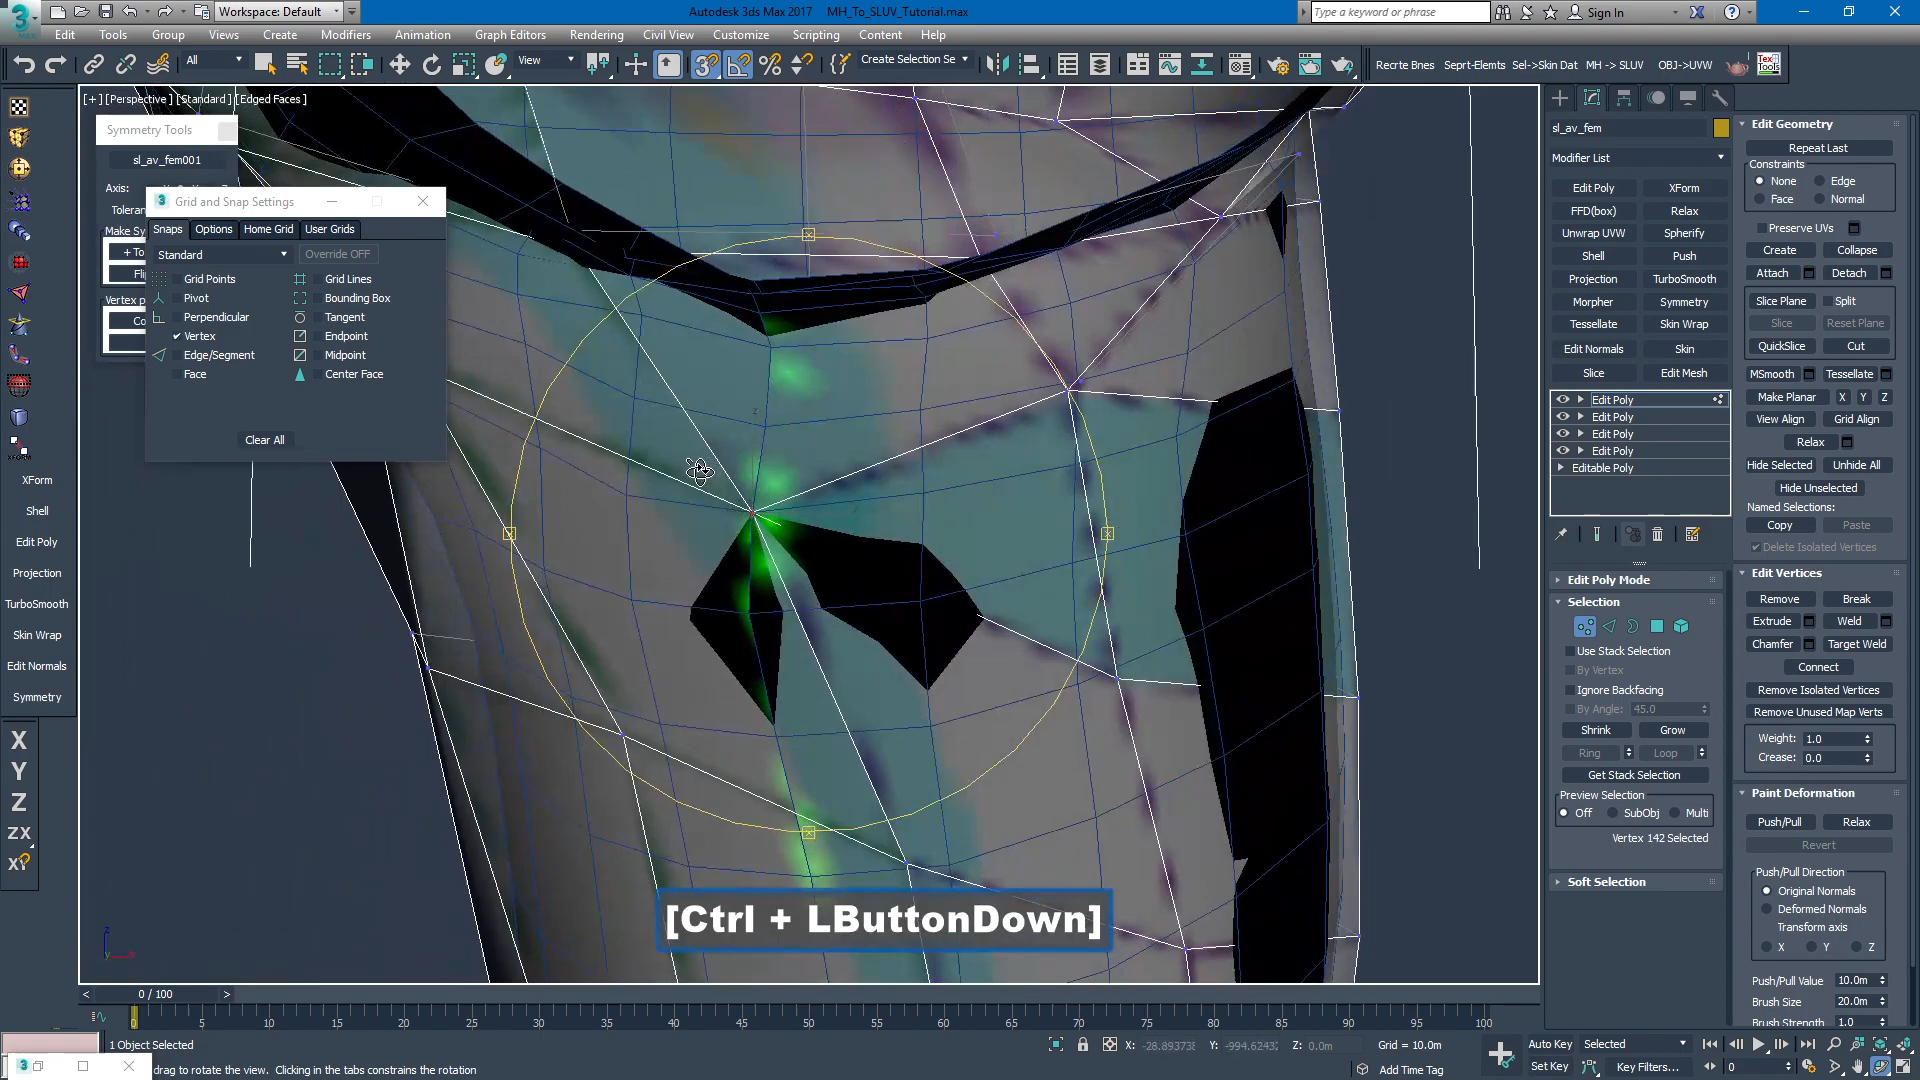 Workspace: Default
Autodesk 3ds Max 2017 MH_To_SLUV_Tutorial.max
Type a keyword or phrase
Sign In
Edit Tools Group Views Create Modifiers Animation Graph Editors Rendering Civil View Customize Scripting Content Help
All
View
Create Selection Se
Recrte Bnes Seprt-Elemts Sel->Skin Dat MH -> SLUV OBJ->UVW
[+] [Perspective] [Standard] [Edged Faces]
Symmetry Tools
sl_av_fem001
Axis:
Toleran
Make Sy
+ To
Fli
Vertex p
Co
Grid and Snap Settings
Snaps Options Home Grid User Grids
Standard
Override OFF
Grid Points Grid Lines
Pivot Bounding Box
Perpendicular Tangent
Vertex Endpoint
Edge/Segment Midpoint
Face Center Face
Clear All
XForm
Shell
Edit Poly
Projection
TurboSmooth
Skin Wrap
Edit Normals
Symmetry
X
Y
Z
ZX
XY
[Ctrl + LButtonDown]
sl_av_fem
Modifier List
Edit Poly XForm
FFD(box) Relax
Unwrap UVW Spherify
Shell Push
Projection TurboSmooth
Morpher Symmetry
Tessellate Skin Wrap
Edit Normals Skin
Slice Edit Mesh
Edit Poly
Edit Poly
Edit Poly
Edit Poly
Editable Poly
Edit Poly Mode
Selection
Use Stack Selection
By Vertex
Ignore Backfacing
By Angle: 45.0
Shrink Grow
Ring Loop
Get Stack Selection
Preview Selection
Off SubObj Multi
Vertex 142 Selected
Soft Selection
Edit Geometry
Repeat Last
Constraints
None Edge
Face Normal
Preserve UVs
Create Collapse
Attach Detach
Slice Plane Split
Slice Reset Plane
QuickSlice Cut
MSmooth Tessellate
Make Planar X Y Z
View Align Grid Align
Relax
Hide Selected Unhide All
Hide Unselected
Named Selections:
Copy Paste
Delete Isolated Vertices
Edit Vertices
Remove Break
Extrude Weld
Chamfer Target Weld
Connect
Remove Isolated Vertices
Remove Unused Map Verts
Weight: 1.0
Crease: 0.0
Paint Deformation
Push/Pull Relax
Revert
Push/Pull Direction
Original Normals
Deformed Normals
Transform axis
X Y Z
Push/Pull Value 10.0m
Brush Size 20.0m
Brush Strength 1.0
< 0 / 100 >
5 10 15 20 25 30 35 40 45 50 55 60 65 70 75 80 85 90 95 100
1 Object Selected
X: Y: Z: 0.0m
Grid = 10.0m
Auto Key Selected
drag to rotate the view. Clicking in the tabs constrains the rotation
Add Time Tag
Set Key Key Filters... 0